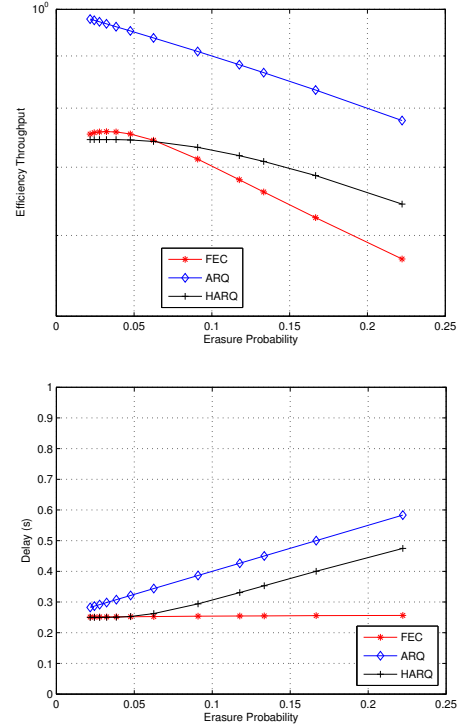 10⁰
Efficiency Throughput
FEC
ARQ
HARQ
0 0.05 0.1 0.15 0.2 0.25
Erasure Probability
1
0.9
0.8
0.7
0.6
0.5
0.4
0.3
0.2
0.1
0
Delay (s)
FEC
ARQ
HARQ
0 0.05 0.1 0.15 0.2 0.25
Erasure Probability